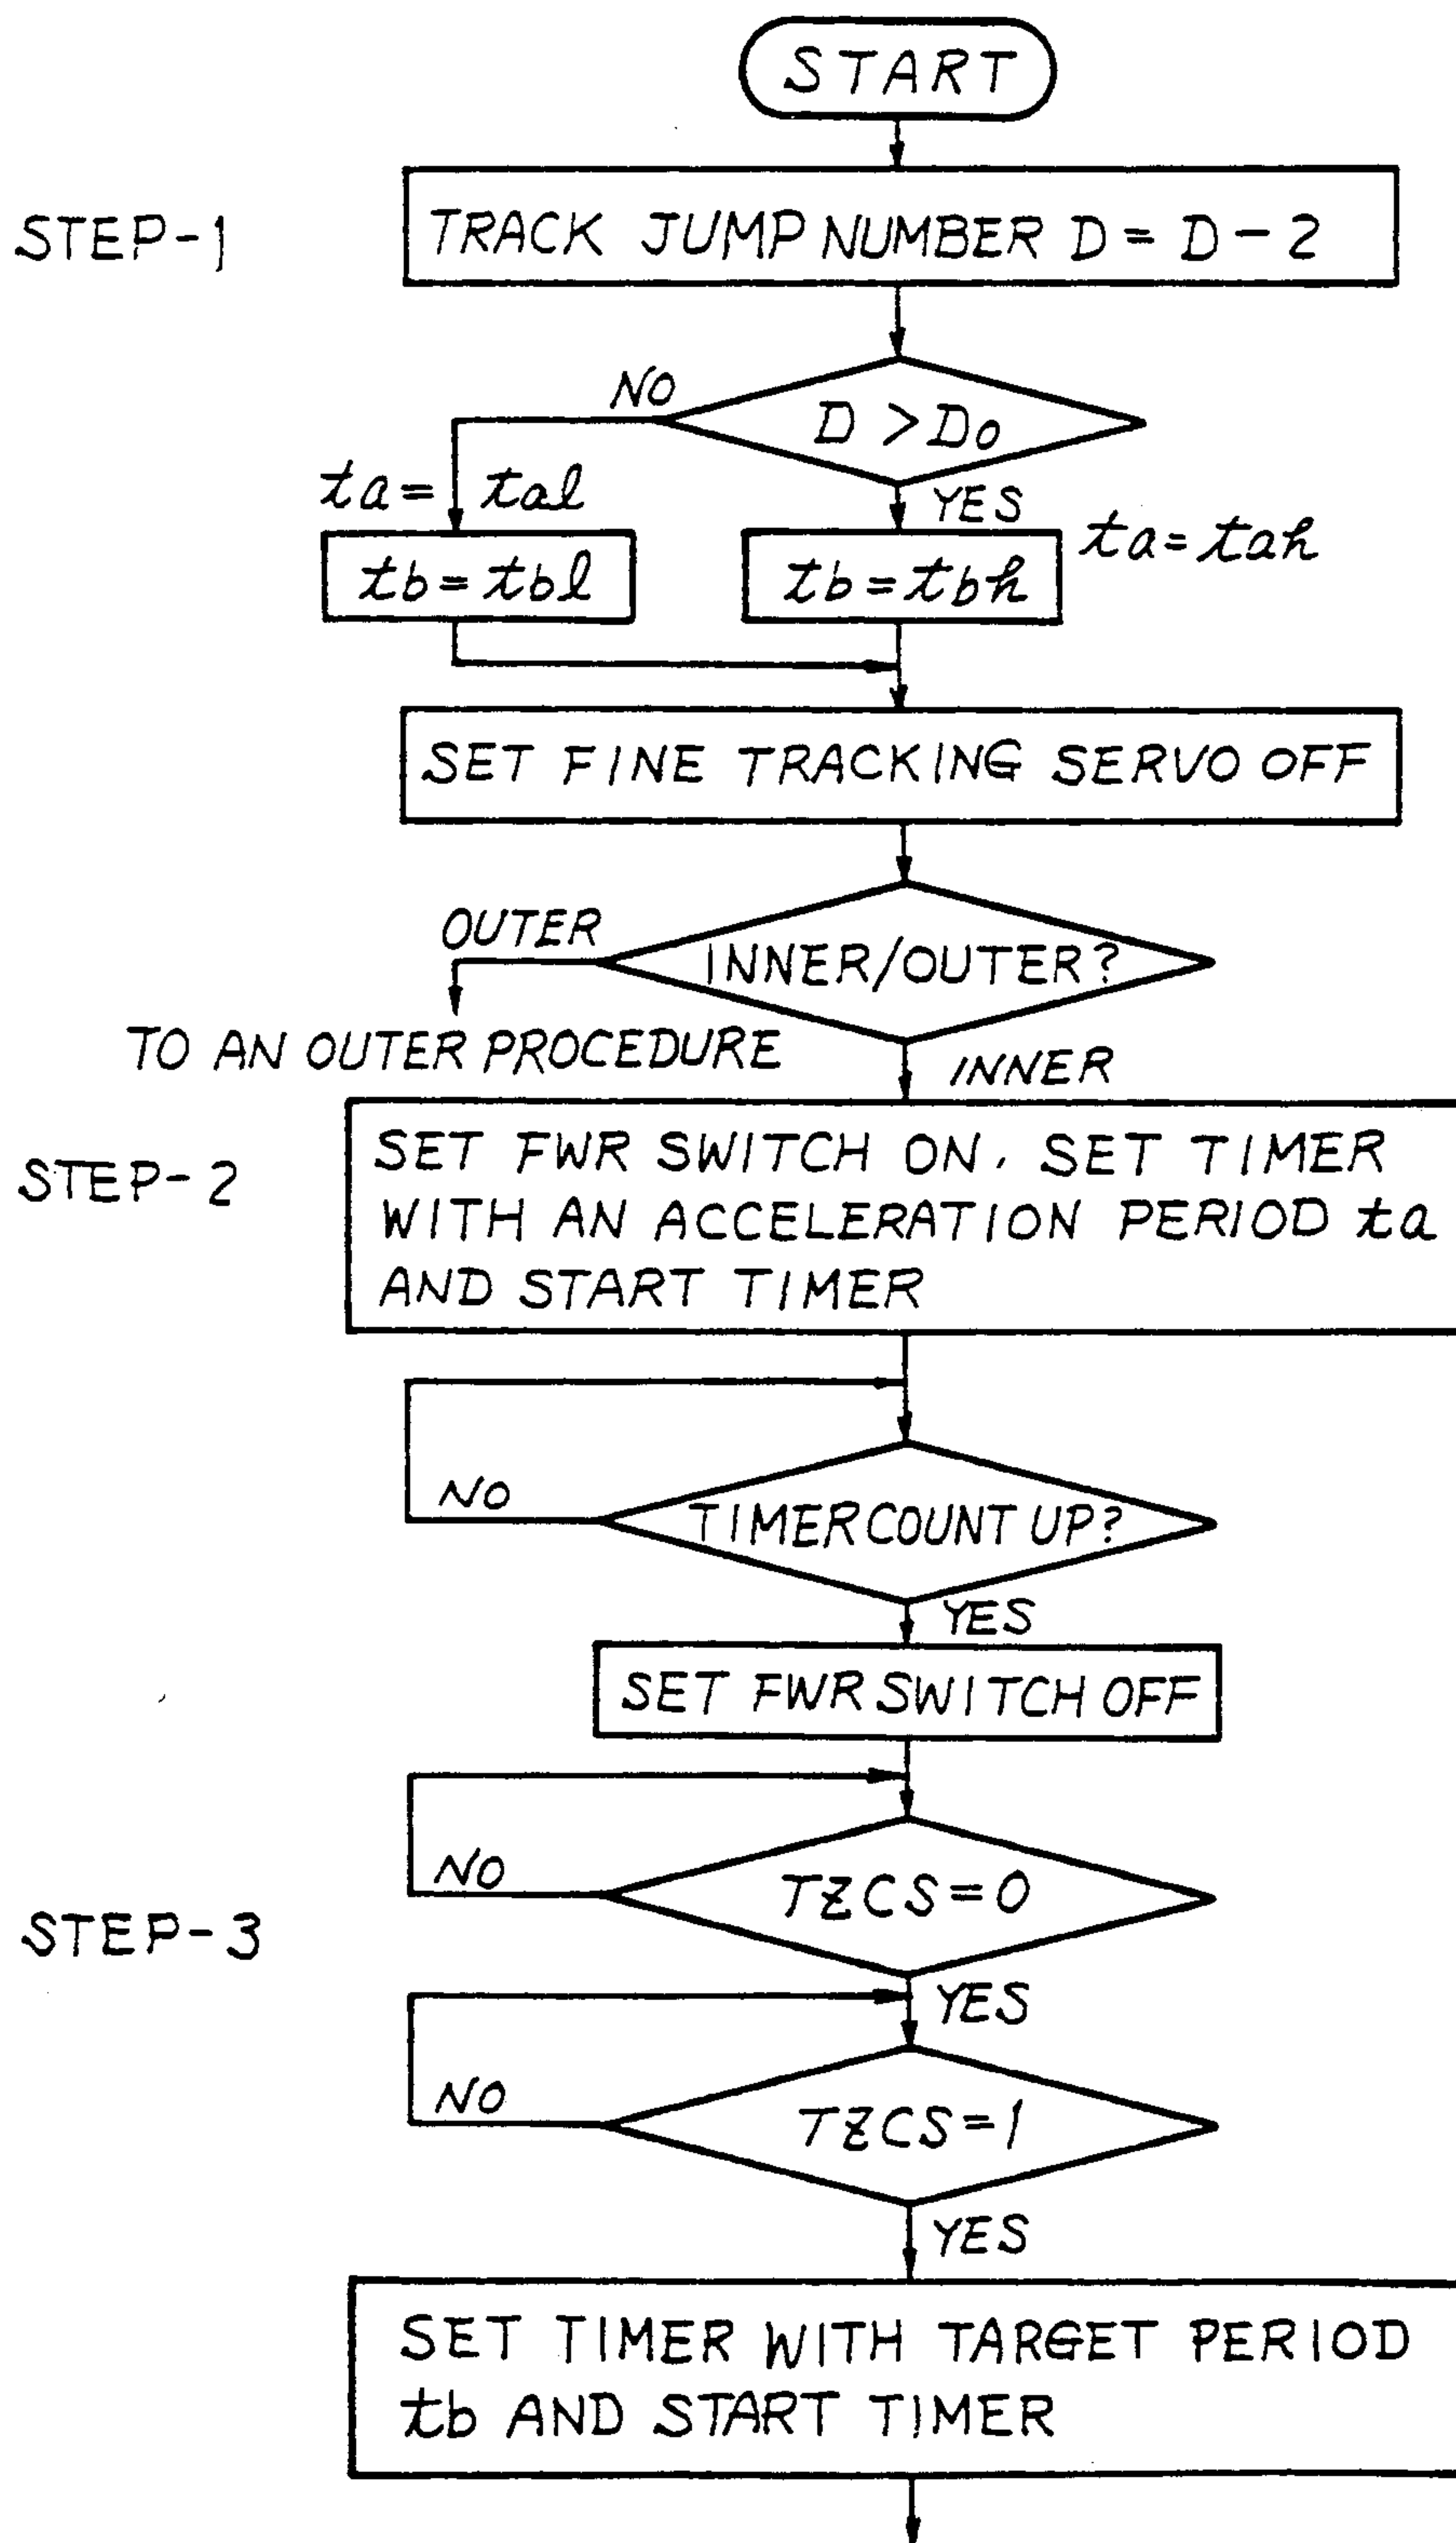 START
STEP-1
TRACK JUMP NUMBER D = D - 2
NO
D > Do
YES
ta = tal
ta = tah
tb = tbl
tb = tbh
SET FINE TRACKING SERVO OFF
OUTER
INNER/OUTER?
TO AN OUTER PROCEDURE
INNER
STEP-2
SET FWR SWITCH ON, SET TIMER
WITH AN ACCELERATION PERIOD ta
AND START TIMER
NO
TIMER COUNT UP?
YES
SET FWR SWITCH OFF
NO
TZCS = 0
STEP-3
YES
NO
TZCS = 1
YES
SET TIMER WITH TARGET PERIOD
tb AND START TIMER